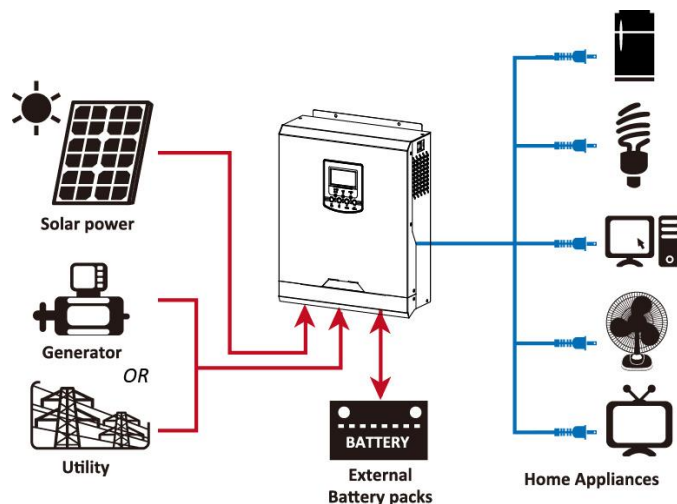 Solar power
Generator
OR
Utility
BATTERY
External
Battery packs
Home Appliances